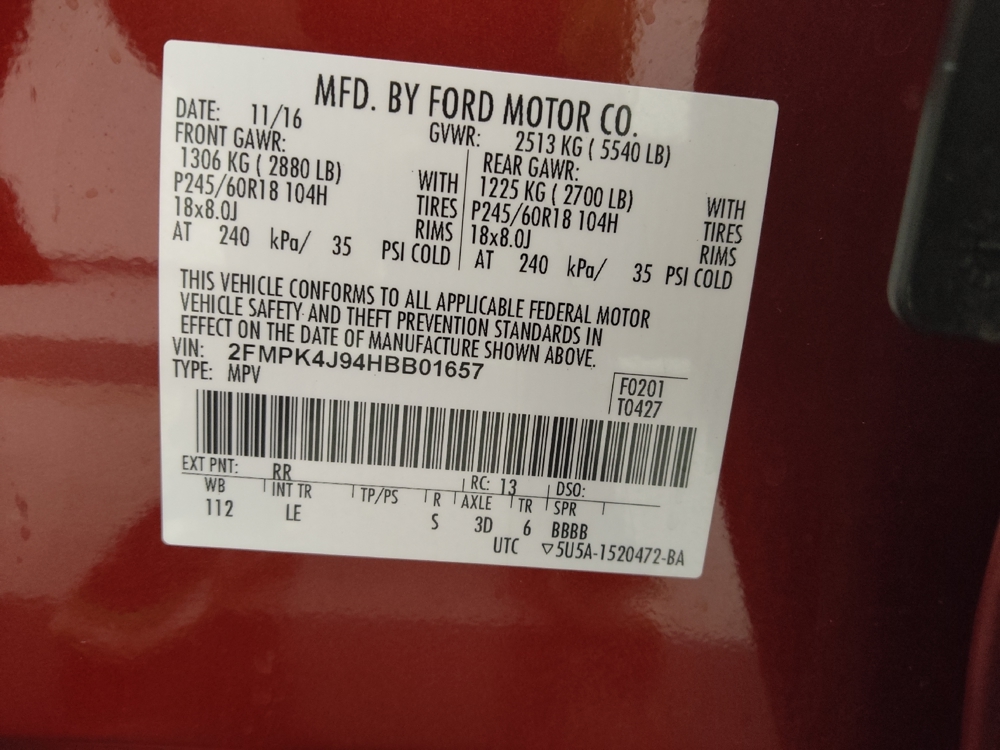 MFD. BY FORD MOTOR CO.
DATE: 11/16 GVWR: 2513 KG ( 5540 LB)
FRONT GAWR: REAR GAWR:
1306 KG ( 2880 LB) WITH 1225 KG ( 2700 LB) WITH
P245/60R18 104H TIRES P245/60R18 104H TIRES
18x8.0J RIMS 18x8.0J RIMS
AT 240 kPa/ 35 PSI COLD AT 240 kPa/ 35 PSI COLD
THIS VEHICLE CONFORMS TO ALL APPLICABLE FEDERAL MOTOR
VEHICLE SAFETY AND THEFT PREVENTION STANDARDS IN
EFFECT ON THE DATE OF MANUFACTURE SHOWN ABOVE.
VIN: 2FMPK4J94HBB01657
TYPE: MPV
F0201
T0427
EXT PNT: RR RC: 13 DSO:
WB INT TR TP/PS R AXLE TR SPR
112 LE S 3D 6 BBBB
UTC ▽5U5A-1520472-BA